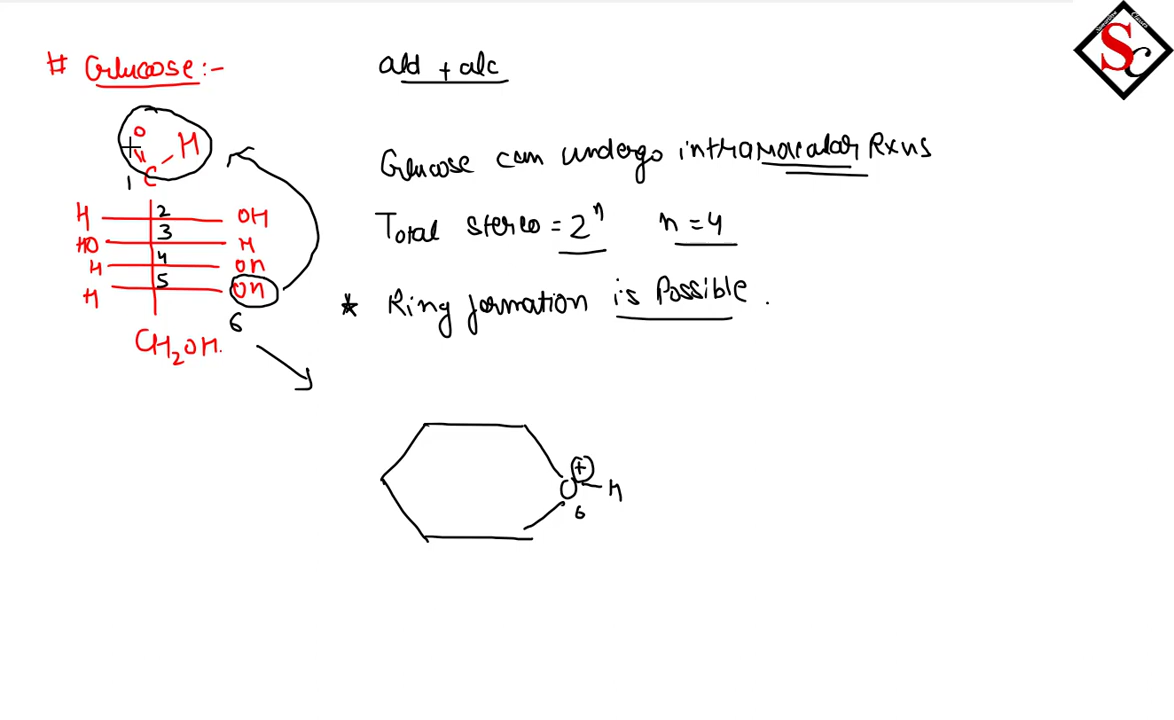 # Glucose :-
ald + alc
O
H
1 C
Glucose can undergo intramolecular Rxns
H 2 OH
HO 3 H
H 4 OH
H 5 OH
6
CH2OH.
Total stereo = 2^n n = 4
* Ring formation is Possible.
O + H
6
SC